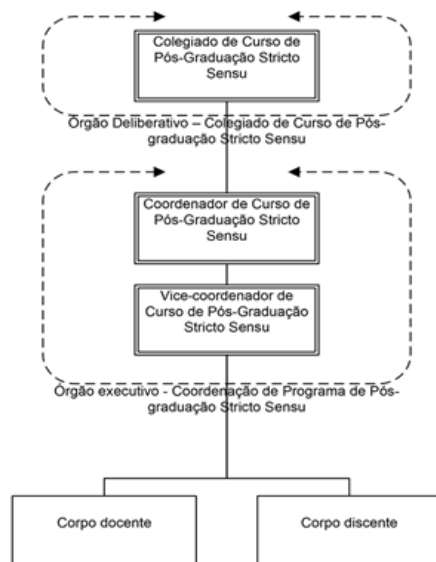 Colegiado de Curso de
Pós-Graduação Stricto
Sensu
Órgão Deliberativo – Colegiado de Curso de Pós-
graduação Stricto Sensu
Coordenador de Curso de
Pós-Graduação Stricto
Sensu
Vice-coordenador de
Curso de Pós-Graduação
Stricto Sensu
Órgão executivo - Coordenação de Programa de Pós-
graduação Stricto Sensu
Corpo docente
Corpo discente